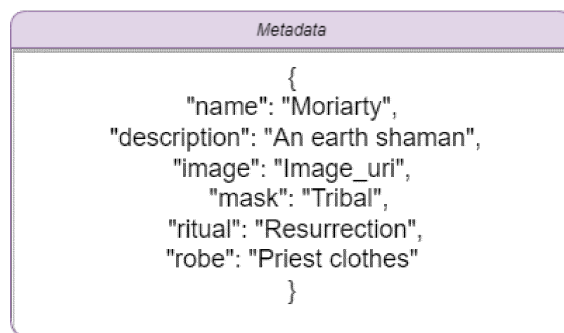 Metadata
{
"name": "Moriarty",
"description": "An earth shaman",
"image": "Image_uri",
"mask": "Tribal",
"ritual": "Resurrection",
"robe": "Priest clothes"
}